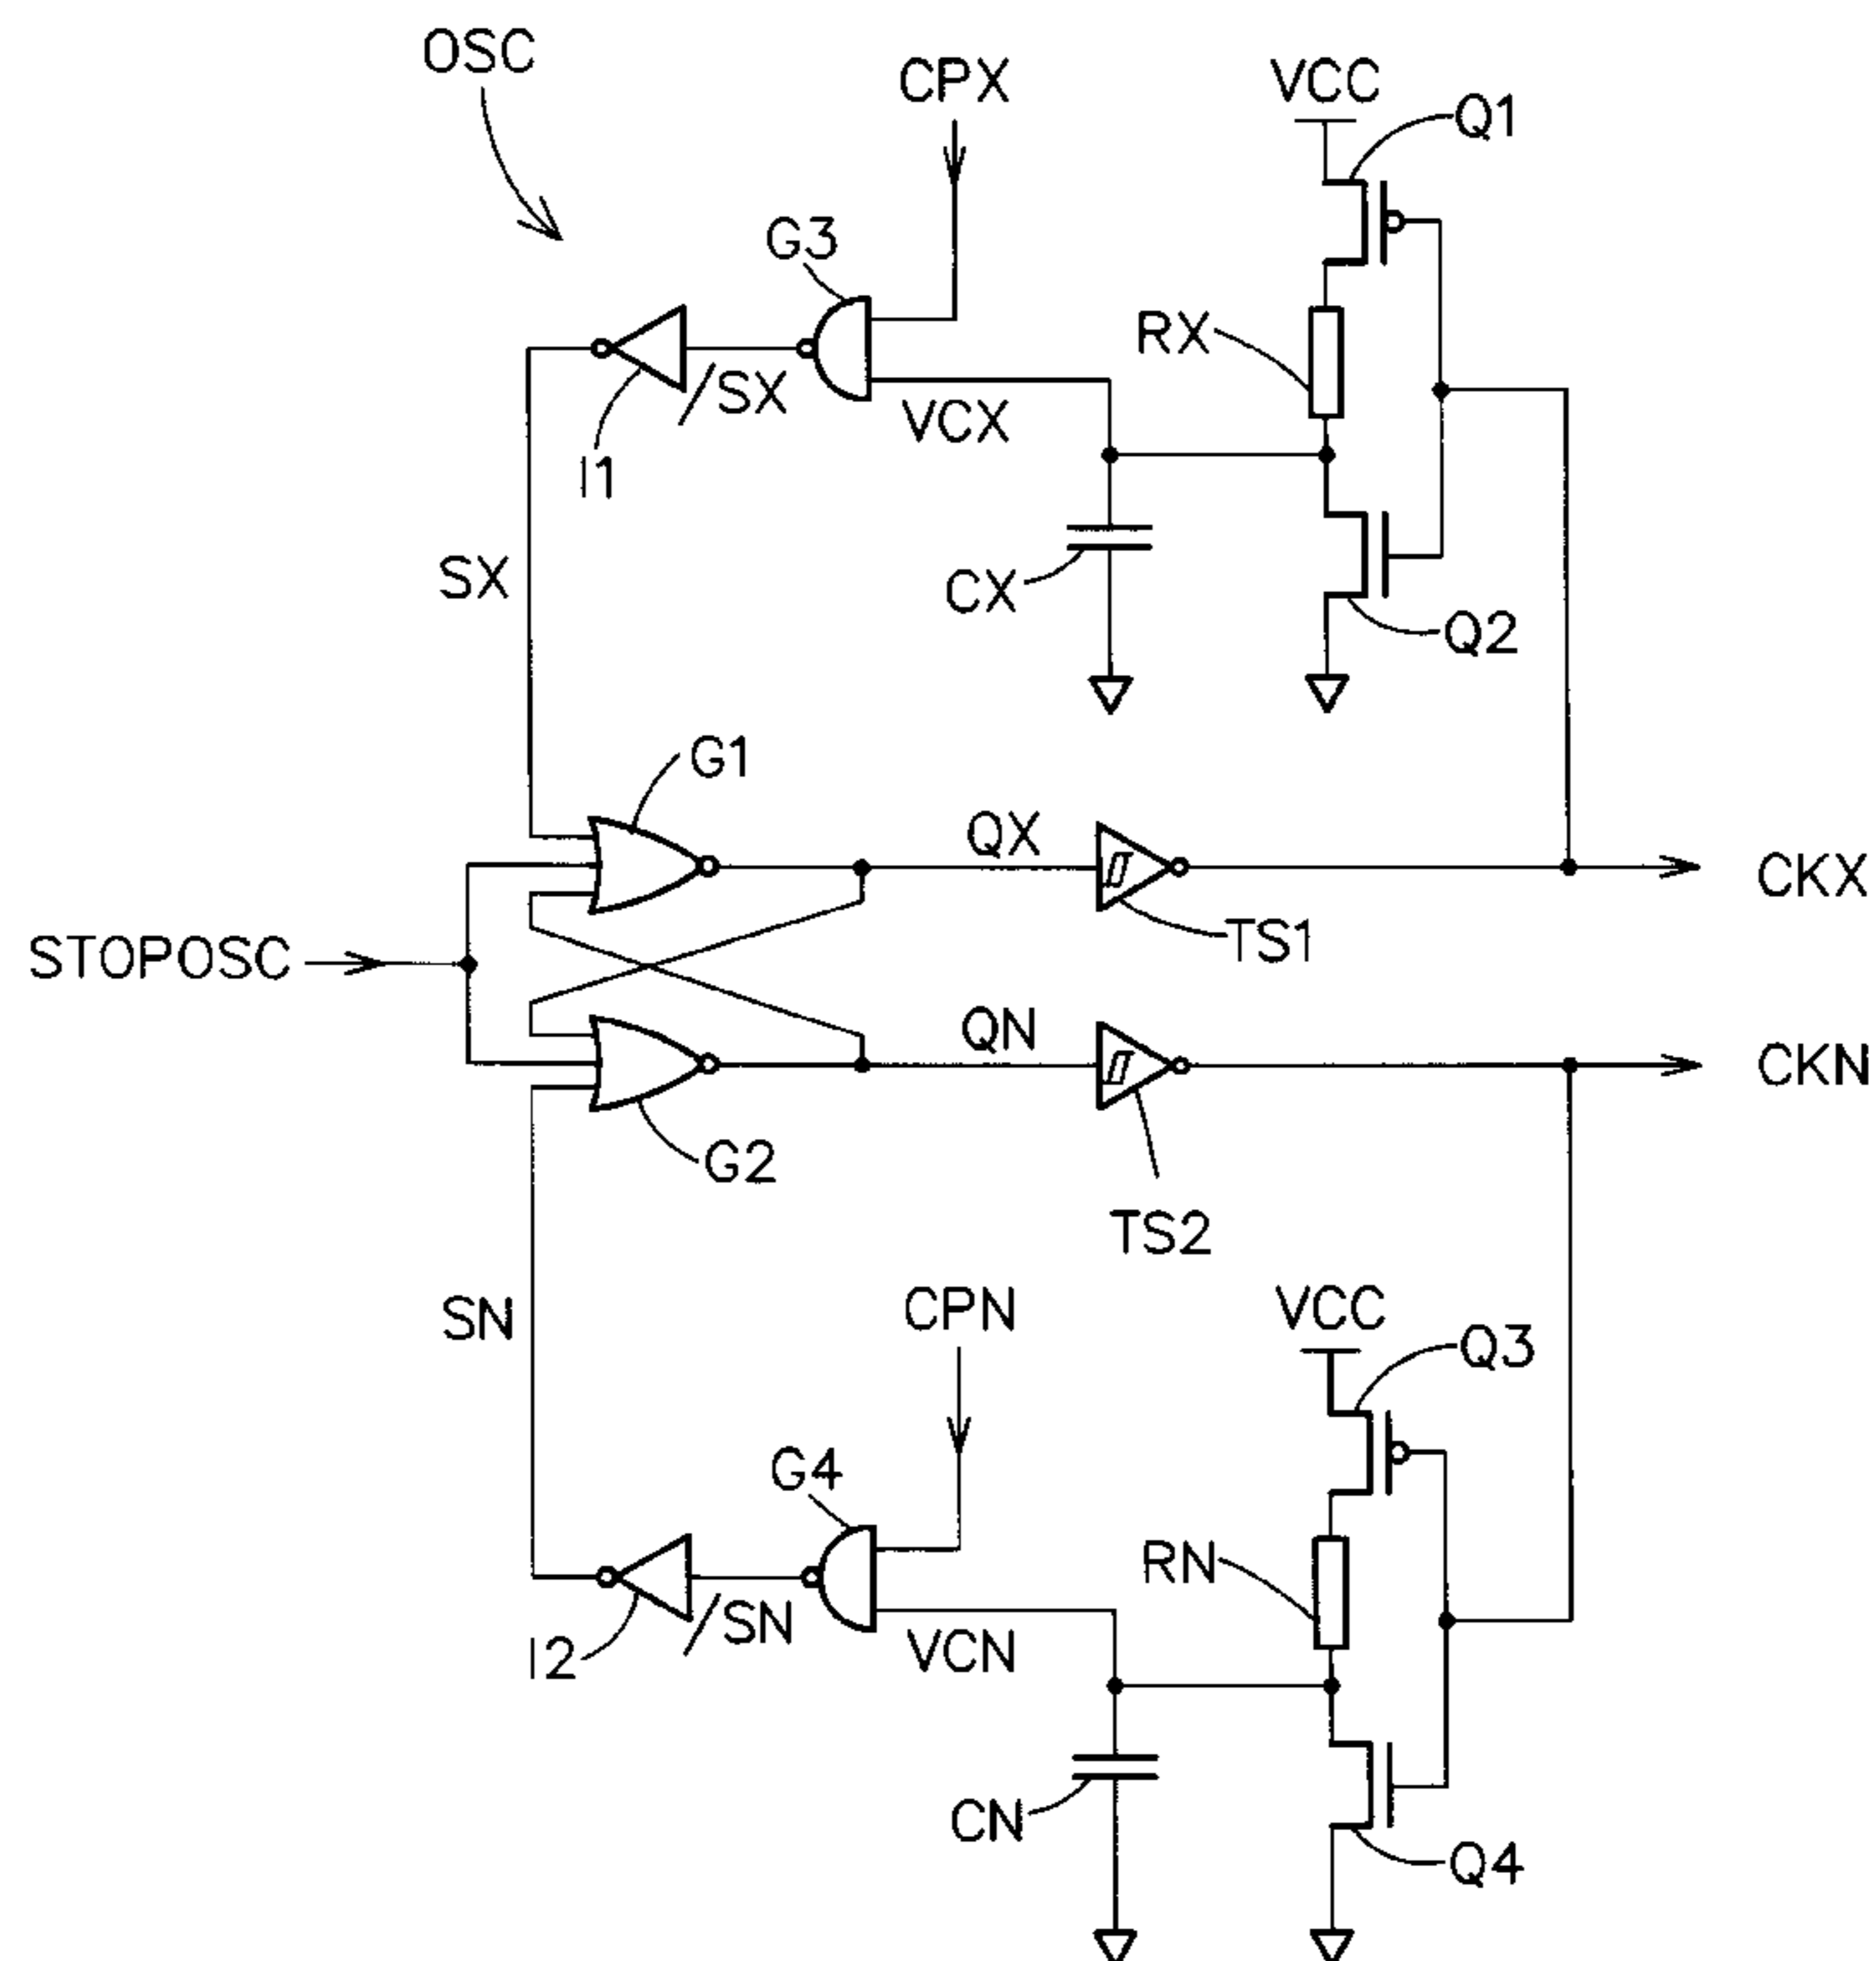 OSC
CPX
VCC
Q1
G3
RX
/SX
VCX
I1
SX
CX
Q2
G1
QX
CKX
TS1
STOPOSC
QN
CKN
G2
TS2
SN
CPN
VCC
Q3
G4
RN
/SN
VCN
I2
CN
Q4